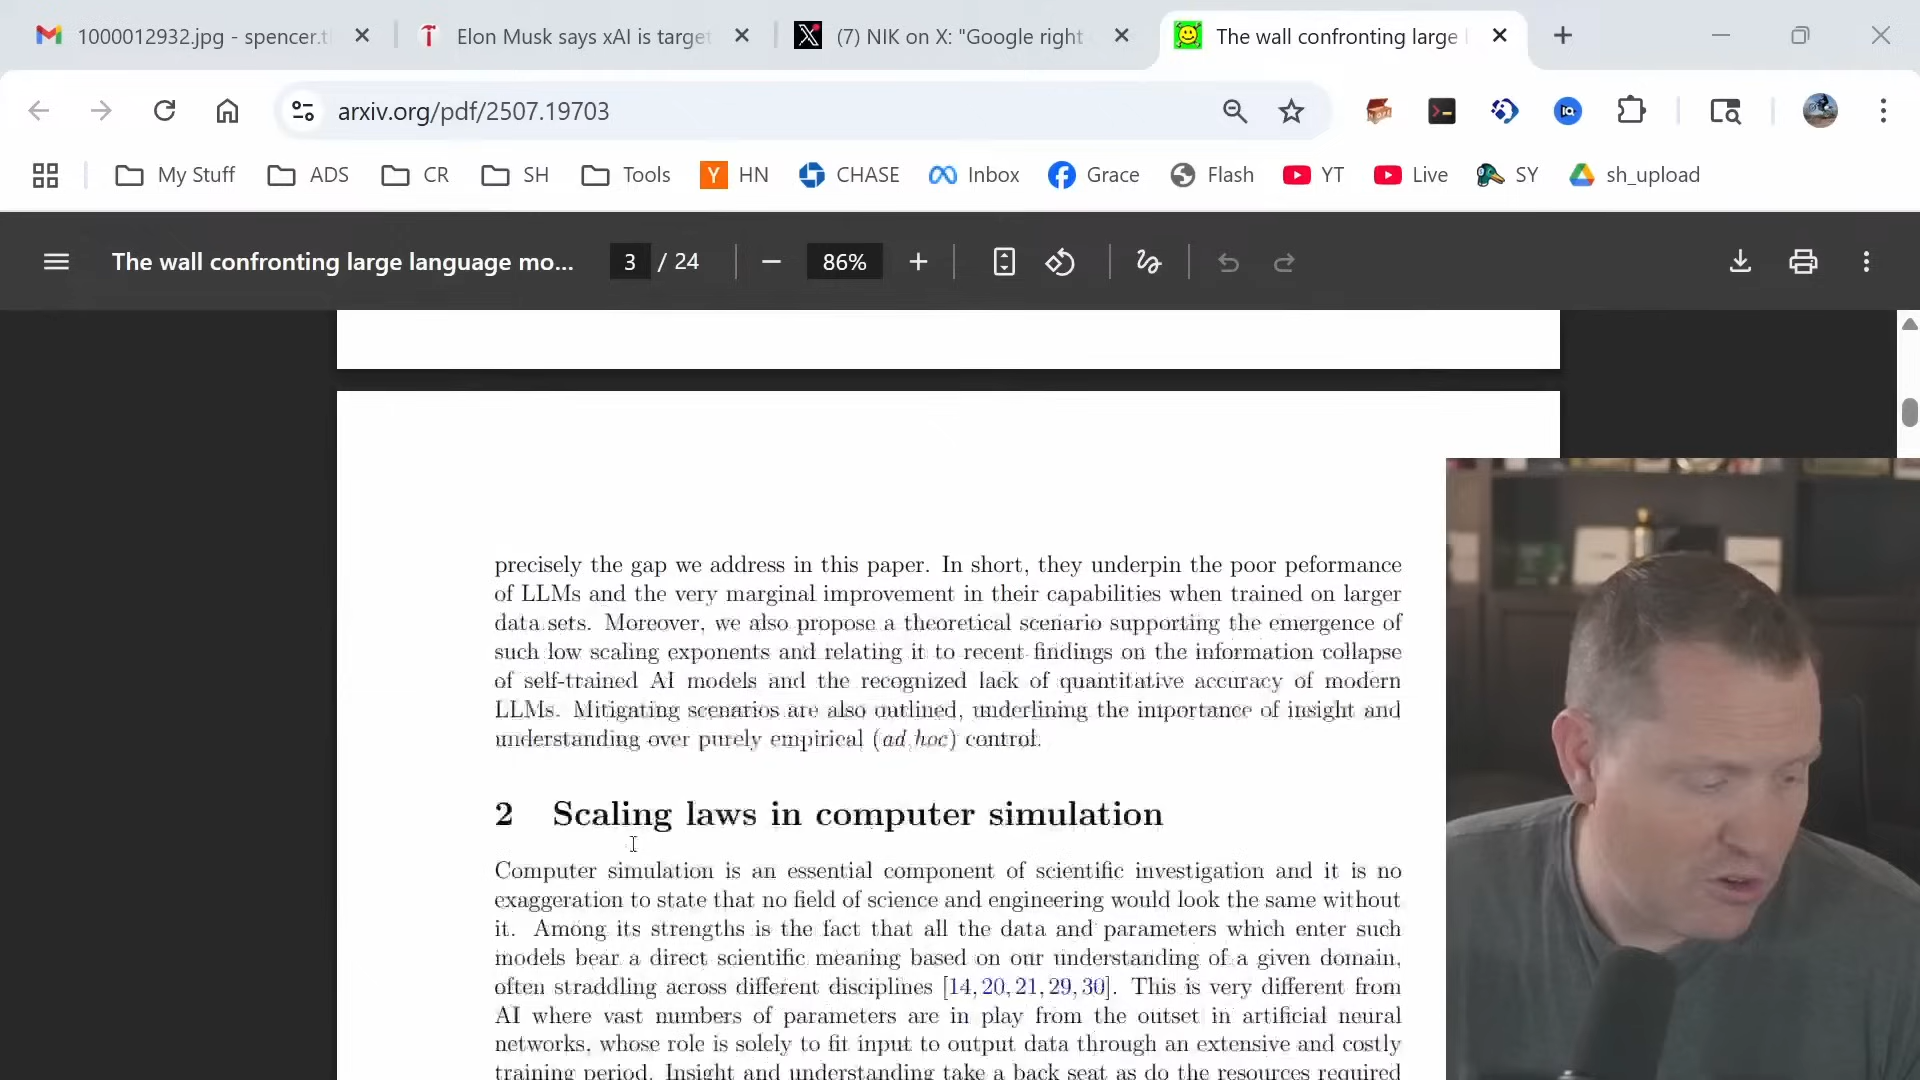 1000012932.jpg - spencer.t
Elon Musk says xAI is target
(7) NIK on X: "Google right
The wall confronting large
arxiv.org/pdf/2507.19703
My Stuff
ADS
CR
SH
Tools
HN
CHASE
Inbox
Grace
Flash
YT
Live
SY
sh_upload
The wall confronting large language mo...
3 / 24
86%
precisely the gap we address in this paper. In short, they underpin the poor peformance
of LLMs and the very marginal improvement in their capabilities when trained on larger
data sets. Moreover, we also propose a theoretical scenario supporting the emergence of
such low scaling exponents and relating it to recent findings on the information collapse
of self-trained AI models and the recognized lack of quantitative accuracy of modern
LLMs. Mitigating scenarios are also outlined, underlining the importance of insight and
understanding over purely empirical (ad hoc) control.
2 Scaling laws in computer simulation
Computer simulation is an essential component of scientific investigation and it is no
exaggeration to state that no field of science and engineering would look the same without
it. Among its strengths is the fact that all the data and parameters which enter such
models bear a direct scientific meaning based on our understanding of a given domain,
often straddling across different disciplines [14, 20, 21, 29, 30]. This is very different from
AI where vast numbers of parameters are in play from the outset in artificial neural
networks, whose role is solely to fit input to output data through an extensive and costly
training period. Insight and understanding take a back seat as do the resources required